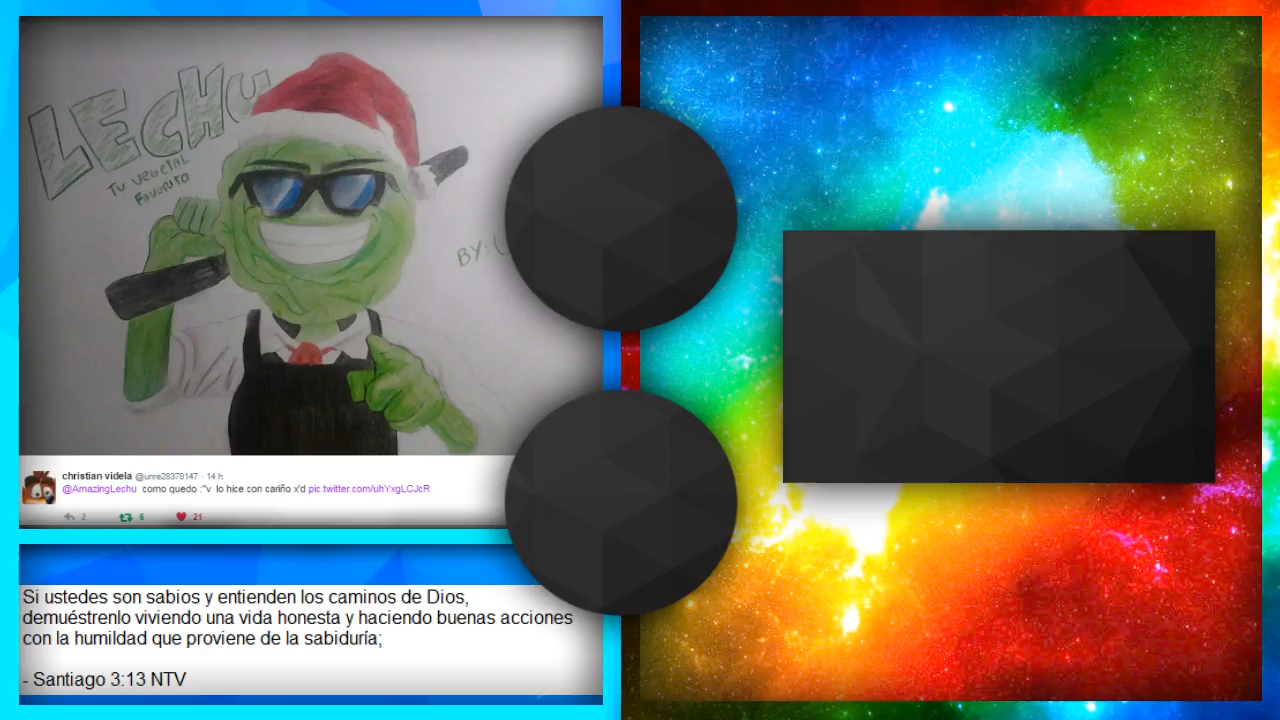 LECHU
TU VEGETAL
FAVORITO
BY:
christian videla @unre28378147 · 14 h
@AmazingLechu como quedo :"v lo hice con cariño x'd pic.twitter.com/uhYxgLCJcR
2 6 21
Si ustedes son sabios y entienden los caminos de Dios,
demuéstrenlo viviendo una vida honesta y haciendo buenas acciones
con la humildad que proviene de la sabiduría;
- Santiago 3:13 NTV